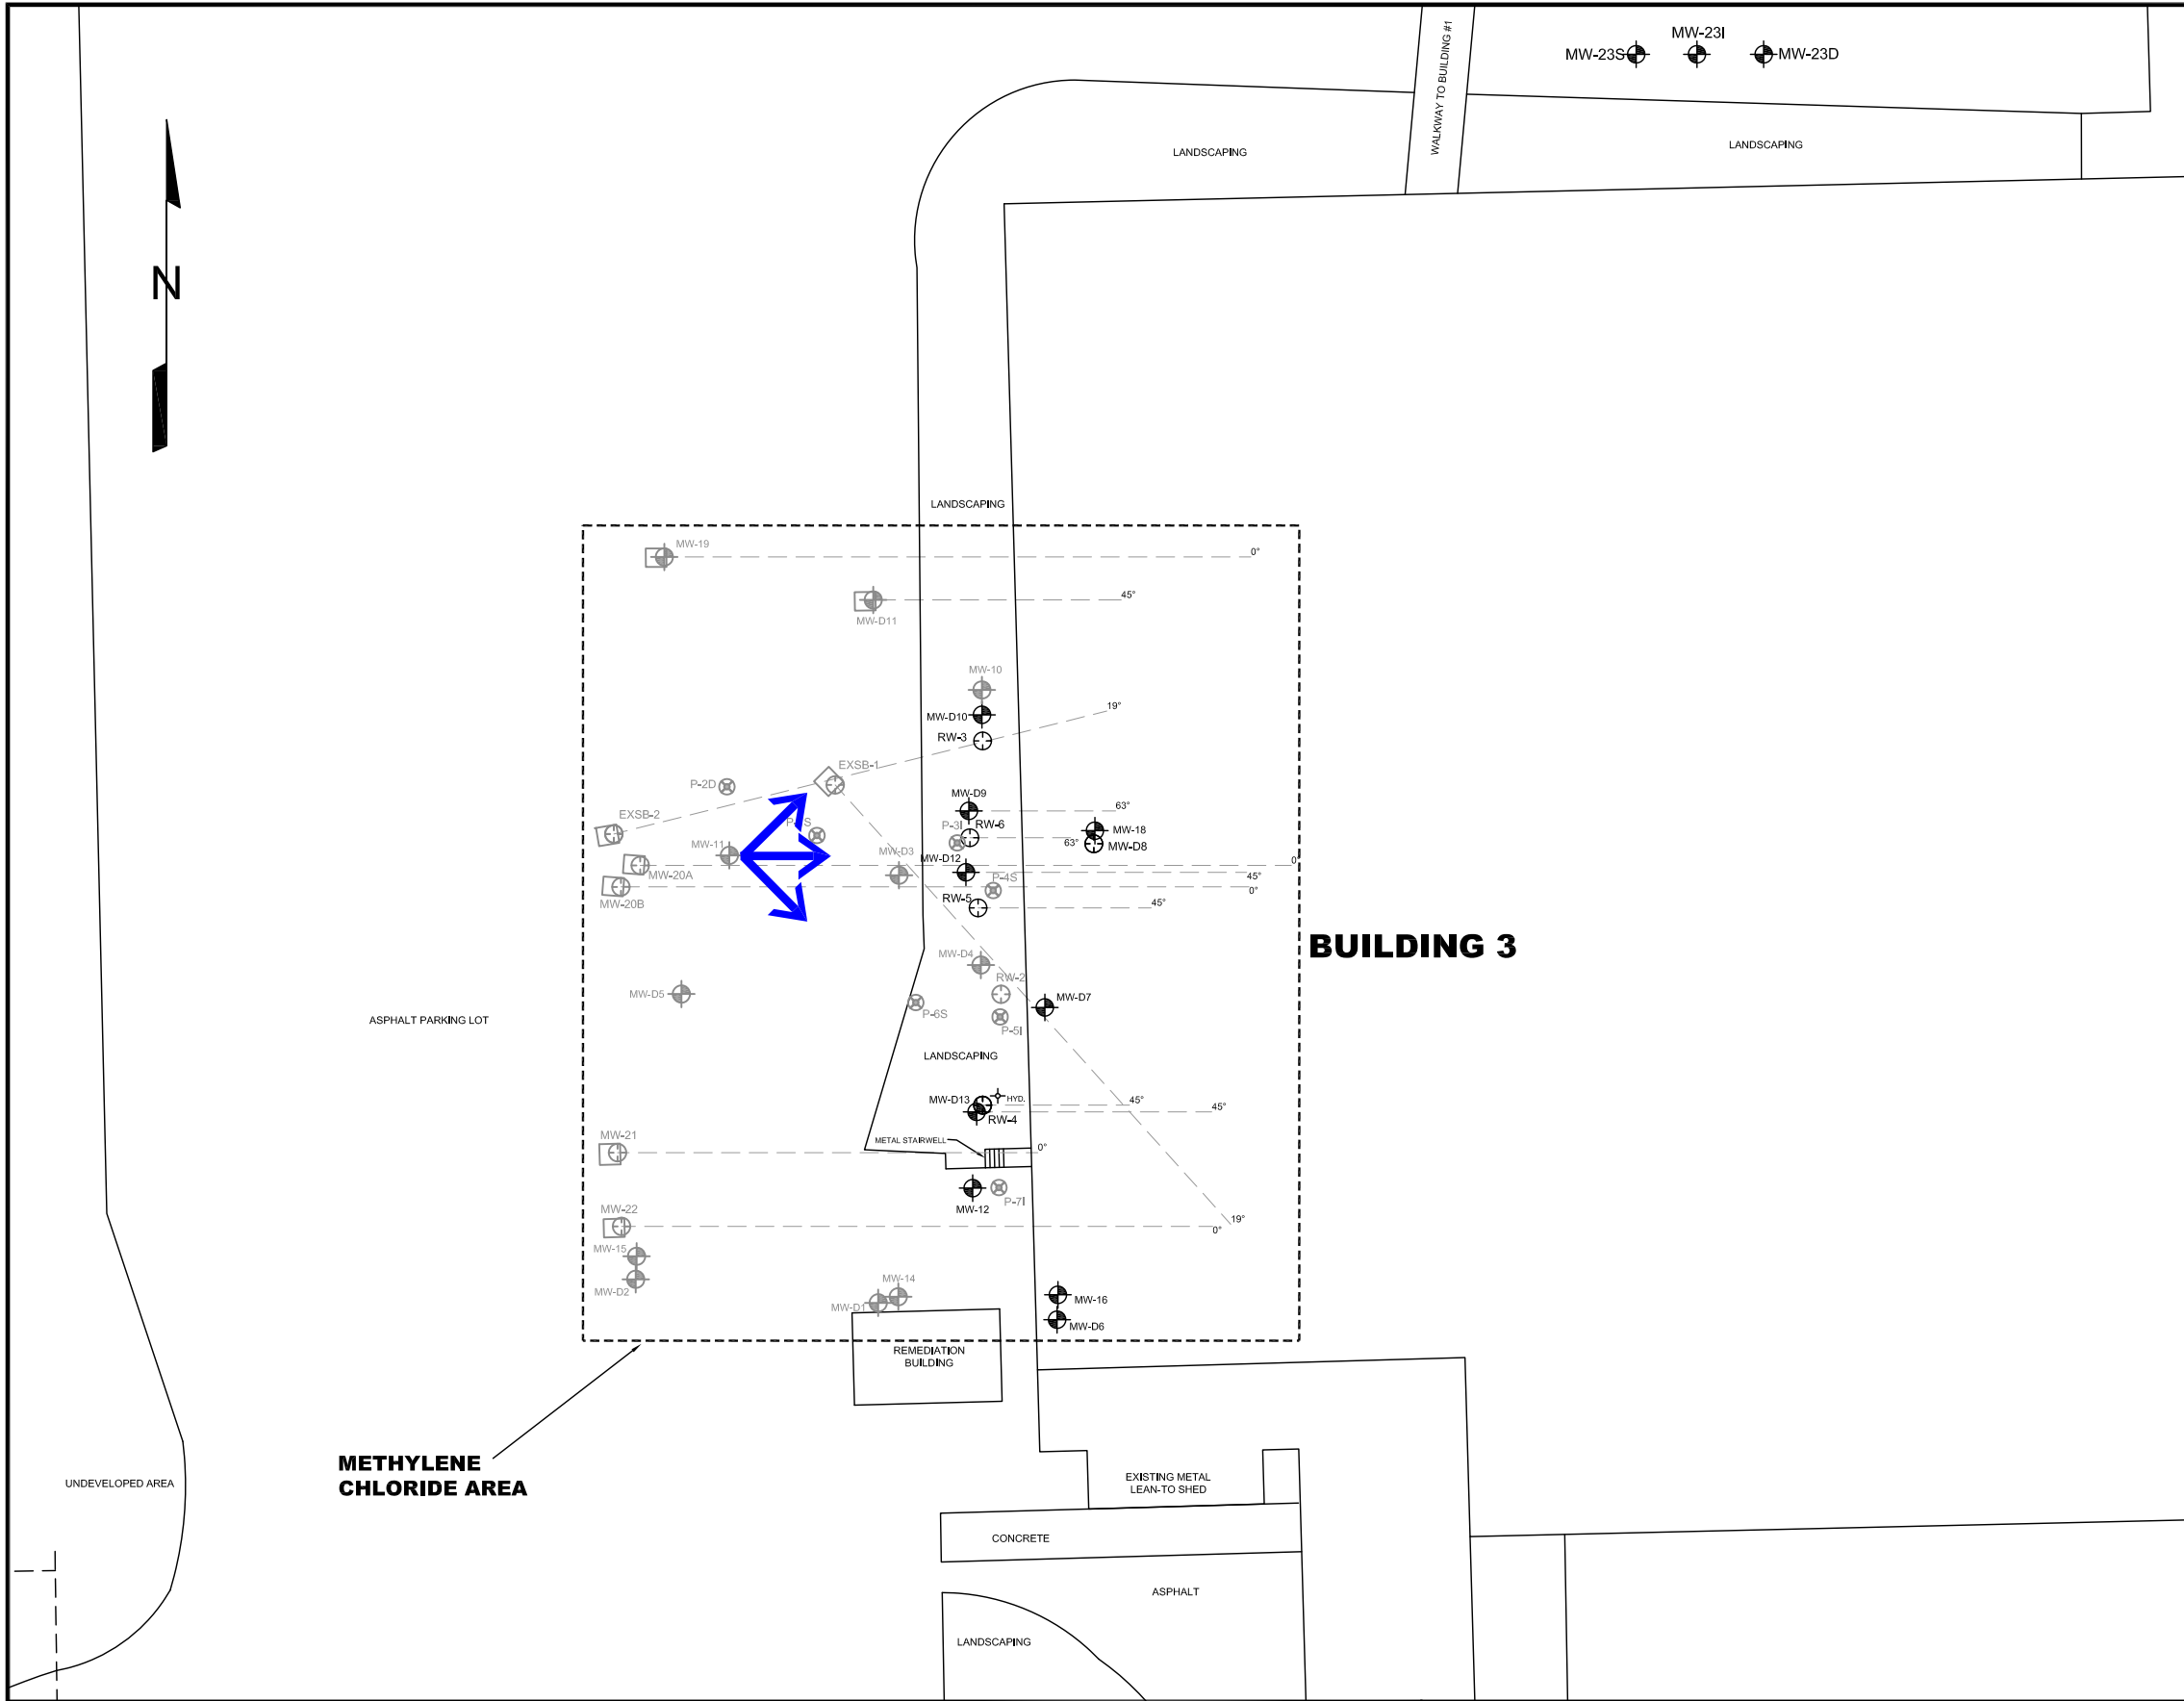 WALKWAY TO BUILDING #1
MW-23I
MW-23S
MW-23D
LANDSCAPING
LANDSCAPING
N
LANDSCAPING
MW-19
0°
45°
MW-D11
MW-10
19°
MW-D10
RW-3
EXSB-1
P-2D
MW-D9
63°
EXSB-2
P-3I
RW-6
MW-18
MW-11
63°
MW-D8
MW-D3
MW-D12
0
MW-20A
45°
P-4S
0°
MW-20B
RW-5
45°
BUILDING 3
MW-D4
RW-2
MW-D5
MW-D7
P-6S
ASPHALT PARKING LOT
P-5I
LANDSCAPING
MW-D13
HYD.
45°
45°
RW-4
MW-21
METAL STAIRWELL
0°
P-7I
MW-12
MW-22
19°
0°
MW-15
MW-14
MW-D2
MW-16
MW-D1
MW-D6
REMEDIATION
BUILDING
METHYLENE
CHLORIDE AREA
UNDEVELOPED AREA
EXISTING METAL
LEAN-TO SHED
CONCRETE
ASPHALT
LANDSCAPING